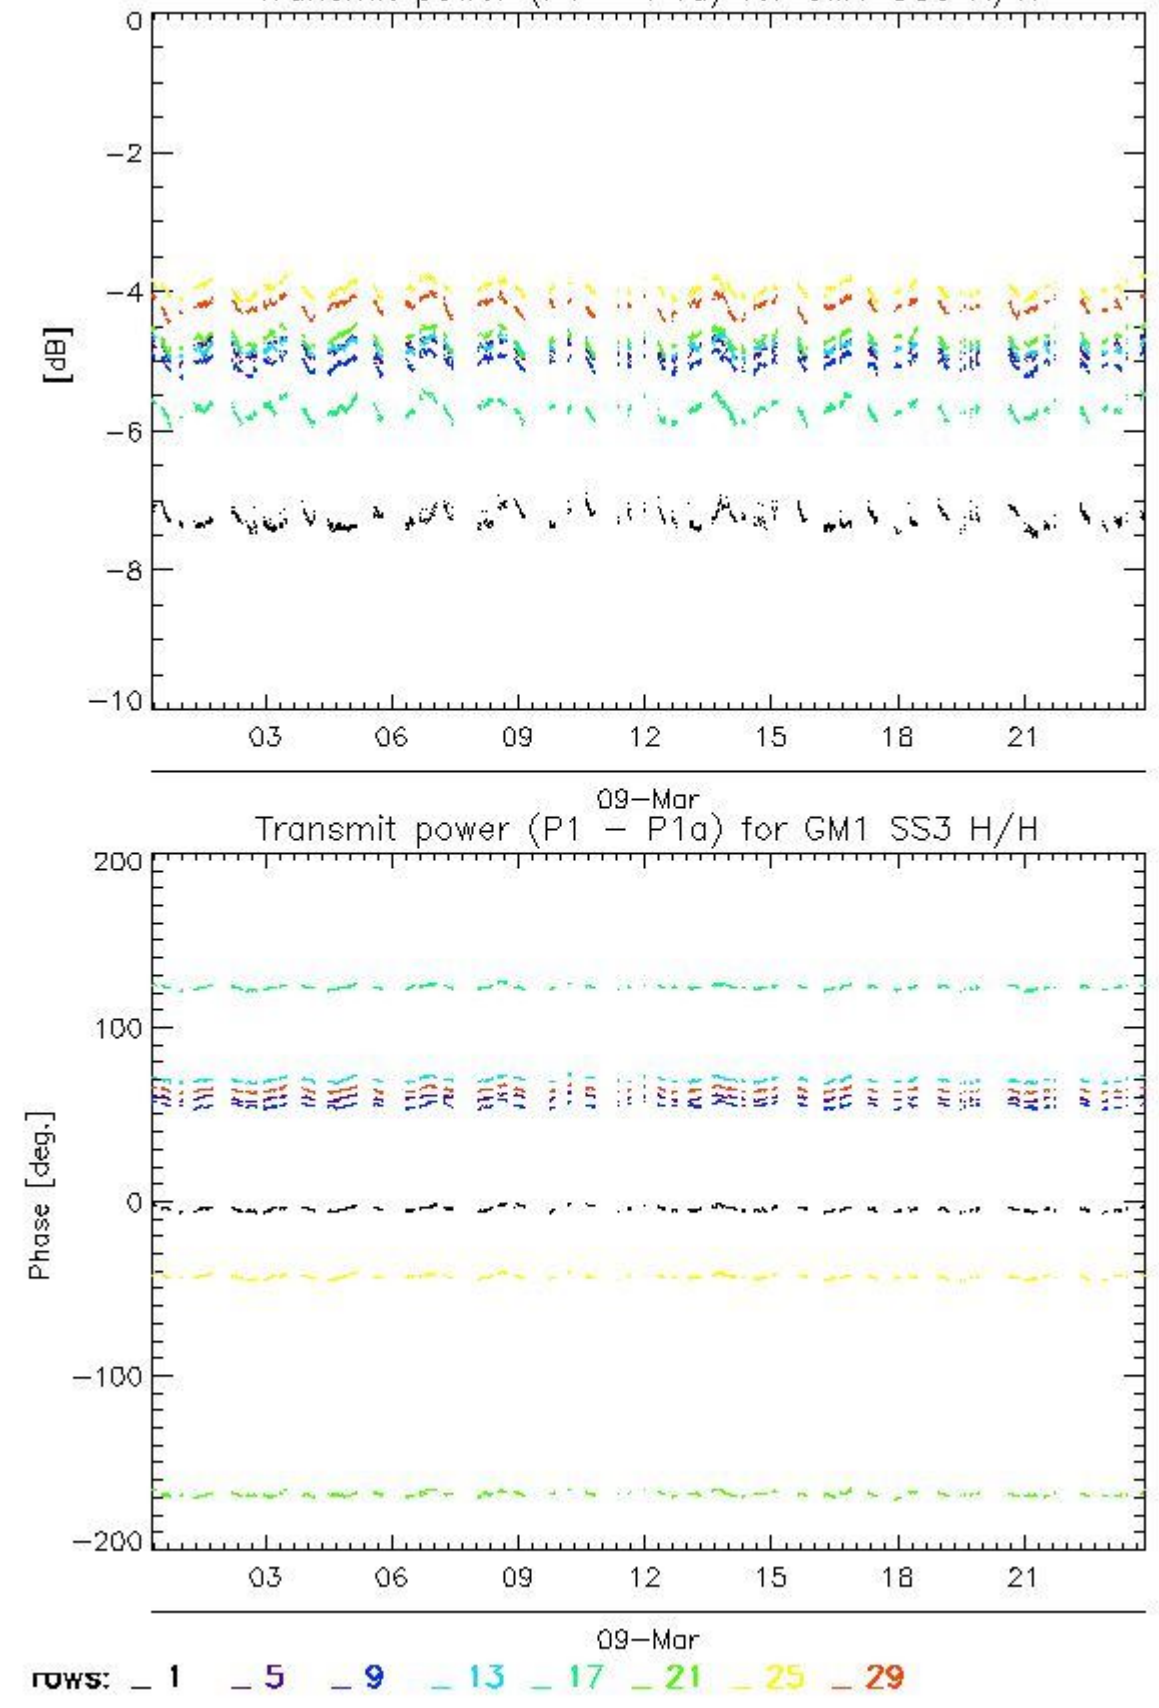 0
−2
−4
[dB]
−6
−8
−10
03 06 09 12 15 18 21
09−Mar
Transmit power (P1 − P1a) for GM1 SS3 H/H
200
100
0
Phase [deg.]
−100
−200
03 06 09 12 15 18 21
09−Mar
rows: _ 1 _ 5 _ 9 _ 13 _ 17 _ 21 _ 25 _ 29